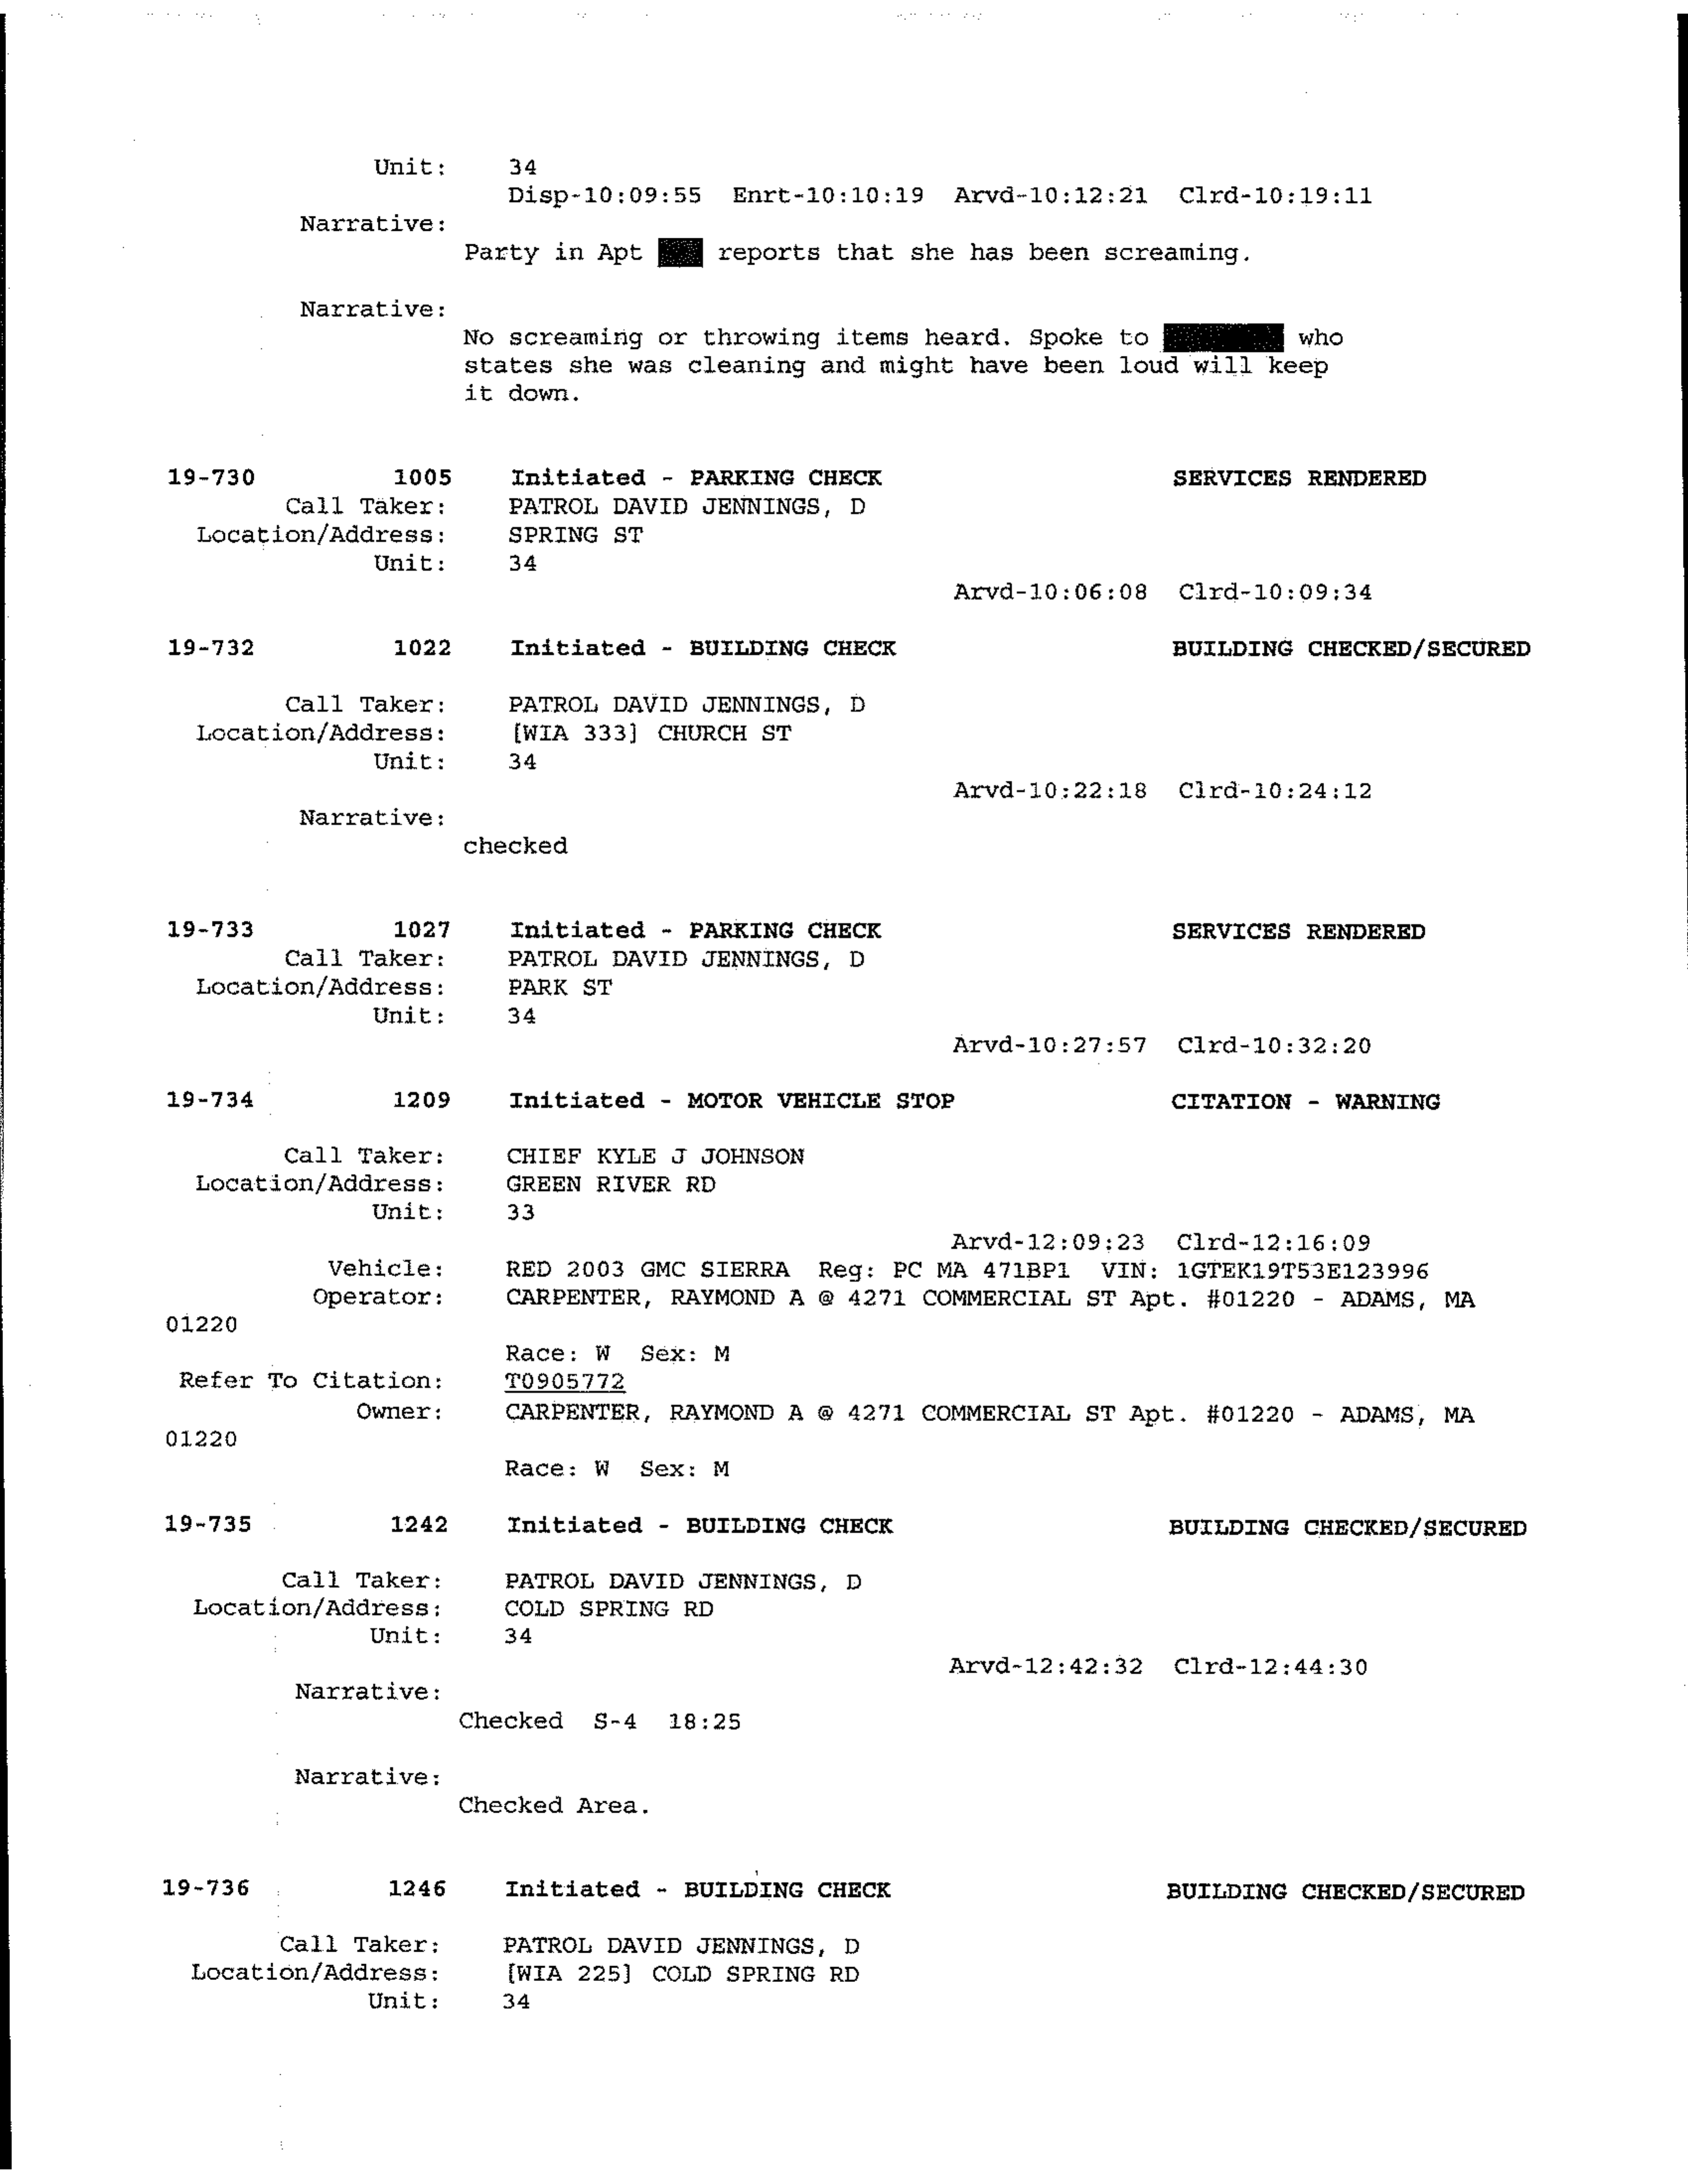 Unit: 34
Disp-10:09:55 Enrt-10:10:19 Arvd-10:12:21 Clrd-10:19:11
Narrative:
Party in Apt reports that she has been screaming.
Narrative:
No screaming or throwing items heard. Spoke to who
states she was cleaning and might have been loud will keep
it down.
19-730 1005 Initiated - PARKING CHECK SERVICES RENDERED
Call Taker: PATROL DAVID JENNINGS, D
Location/Address: SPRING ST
Unit: 34
Arvd-10:06:08 Clrd-10:09:34
19-732 1022 Initiated - BUILDING CHECK BUILDING CHECKED/SECURED
Call Taker: PATROL DAVID JENNINGS, D
Location/Address: [WIA 333] CHURCH ST
Unit: 34
Arvd-10:22:18 Clrd-10:24:12
Narrative:
checked
19-733 1027 Initiated - PARKING CHECK SERVICES RENDERED
Call Taker: PATROL DAVID JENNINGS, D
Location/Address: PARK ST
Unit: 34
Arvd-10:27:57 Clrd-10:32:20
19-734 1209 Initiated - MOTOR VEHICLE STOP CITATION - WARNING
Call Taker: CHIEF KYLE J JOHNSON
Location/Address: GREEN RIVER RD
Unit: 33
Arvd-12:09:23 Clrd-12:16:09
Vehicle: RED 2003 GMC SIERRA Reg: PC MA 471BP1 VIN: 1GTEK19T53E123996
Operator: CARPENTER, RAYMOND A @ 4271 COMMERCIAL ST Apt. #01220 - ADAMS, MA
01220
Race: W Sex: M
Refer To Citation: T0905772
Owner: CARPENTER, RAYMOND A @ 4271 COMMERCIAL ST Apt. #01220 - ADAMS, MA
01220
Race: W Sex: M
19-735 1242 Initiated - BUILDING CHECK BUILDING CHECKED/SECURED
Call Taker: PATROL DAVID JENNINGS, D
Location/Address: COLD SPRING RD
Unit: 34
Arvd-12:42:32 Clrd-12:44:30
Narrative:
Checked S-4 18:25
Narrative:
Checked Area.
19-736 1246 Initiated - BUILDING CHECK BUILDING CHECKED/SECURED
Call Taker: PATROL DAVID JENNINGS, D
Location/Address: [WIA 225] COLD SPRING RD
Unit: 34